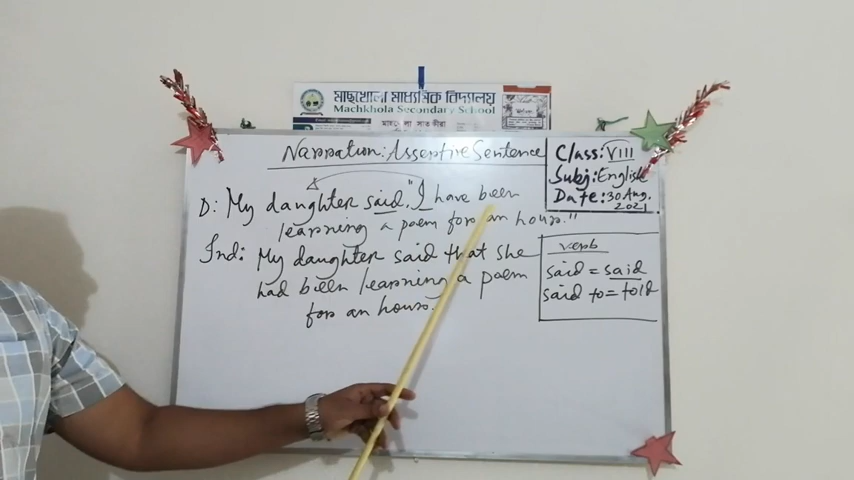 মাছখোলা মাধ্যমিক বিদ্যালয়
Machkhola Secondary School
Narration: Assertive Sentence
Class: VIII
Subj: English
Date: 30 Aug. 2021
D: My daughter said, "I have been
learning a poem for an hour."
Ind: My daughter said that she
had been learning a poem
for an hour.
verb
said = said
said to = told